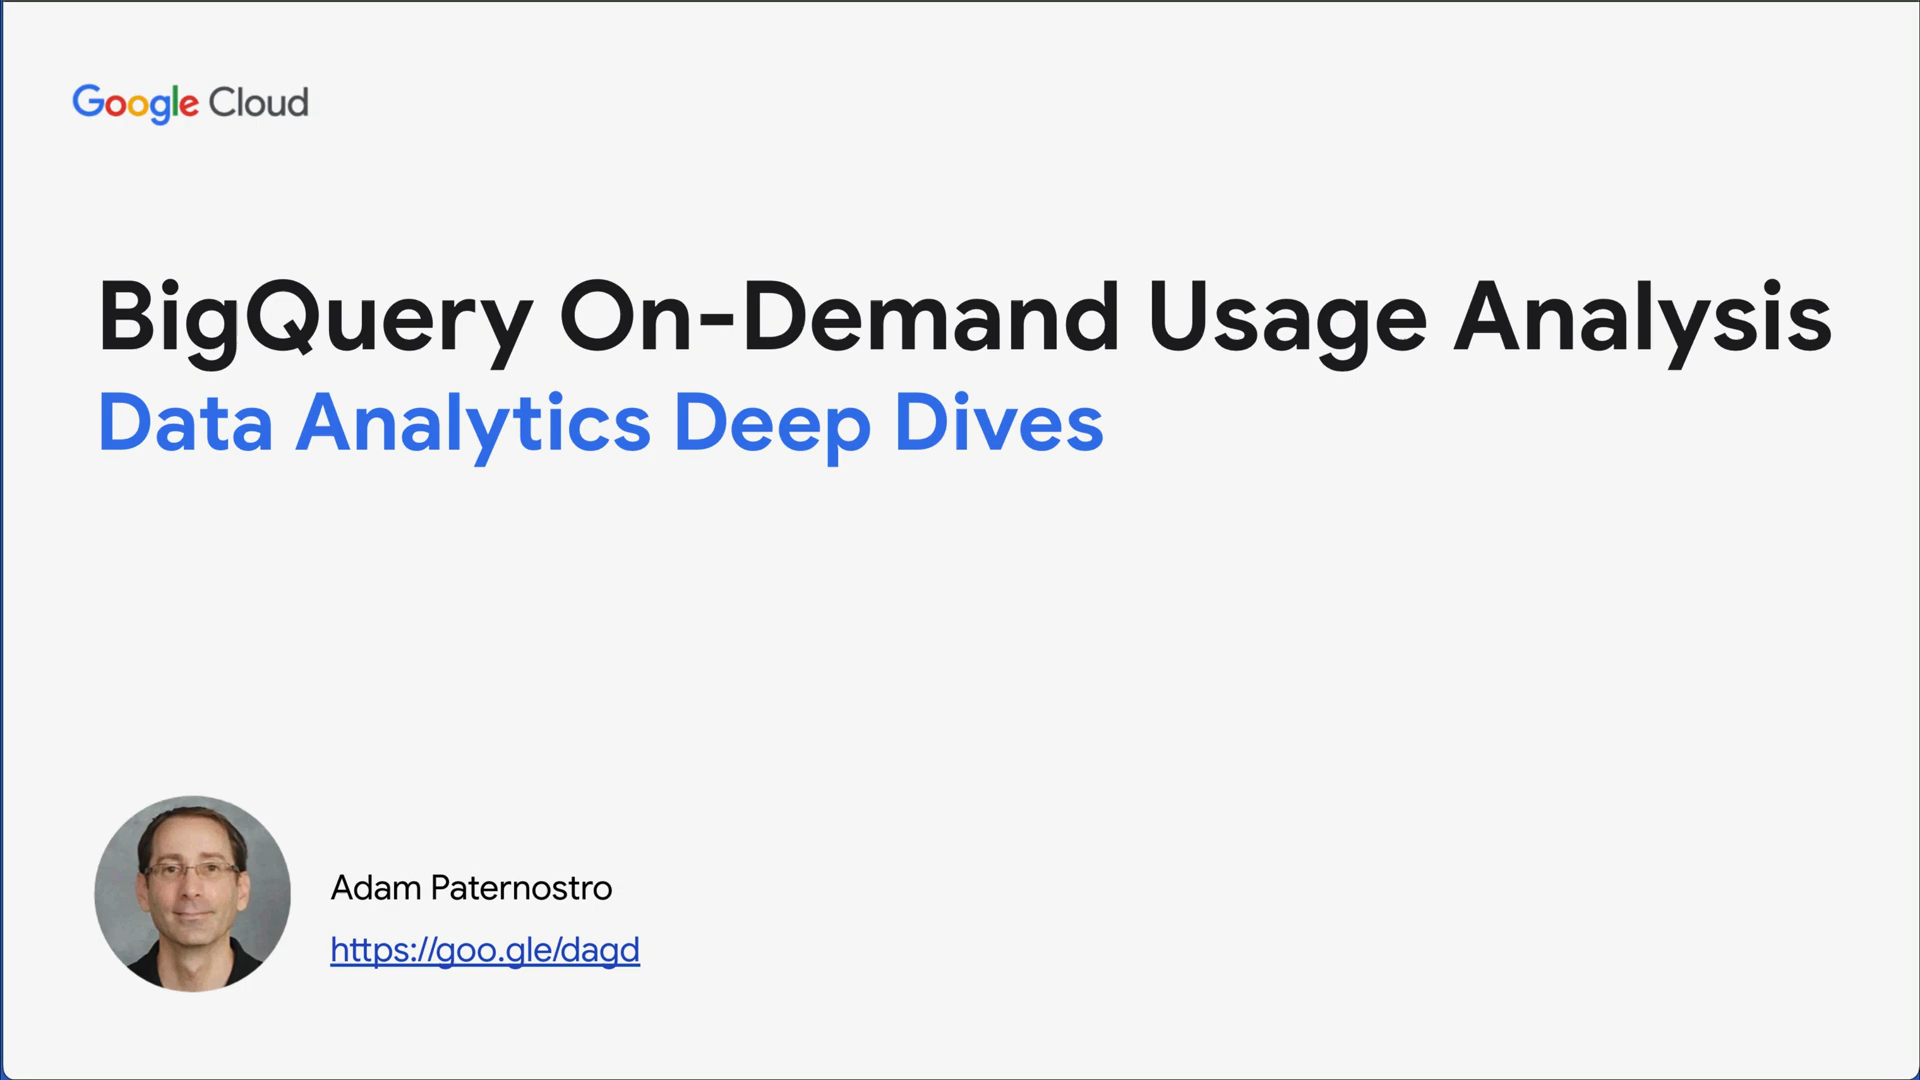 Google Cloud
BigQuery On-Demand Usage Analysis
Data Analytics Deep Dives
Adam Paternostro
https://goo.gle/dagd